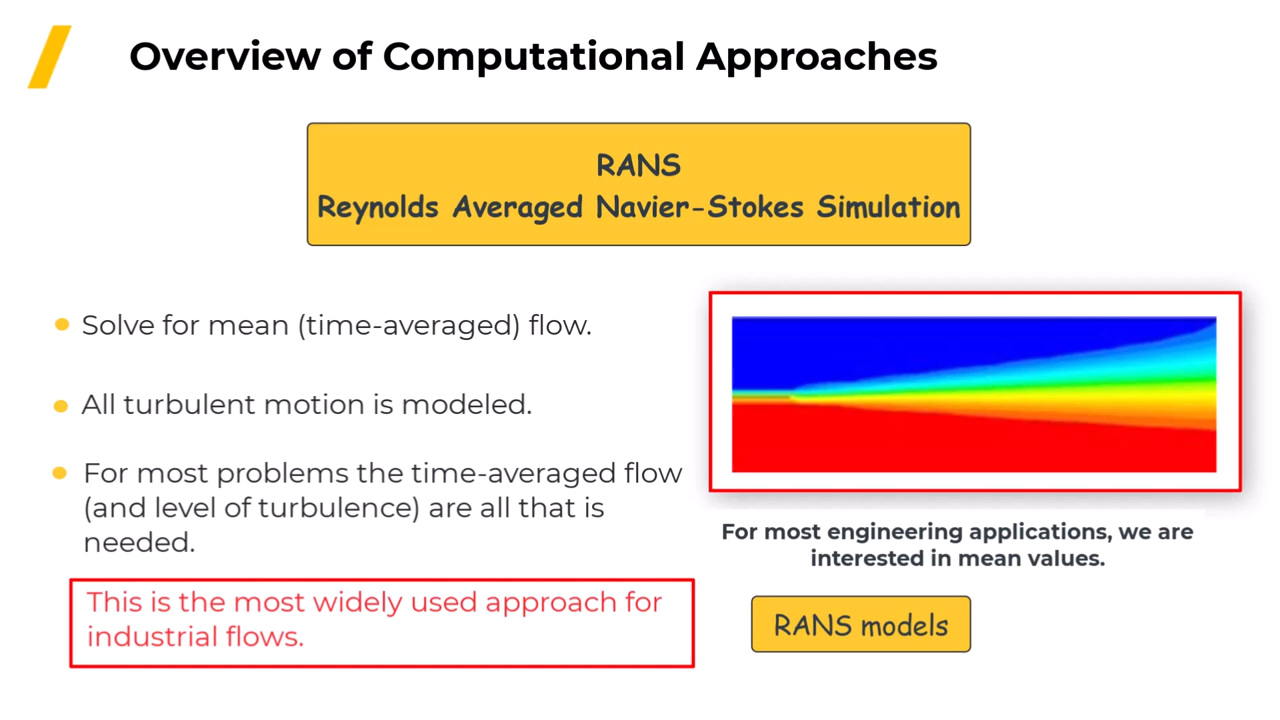 Overview of Computational Approaches
RANS
Reynolds Averaged Navier-Stokes Simulation
Solve for mean (time-averaged) flow.
All turbulent motion is modeled.
For most problems the time-averaged flow
(and level of turbulence) are all that is
needed.
This is the most widely used approach for
industrial flows.
For most engineering applications, we are
interested in mean values.
RANS models